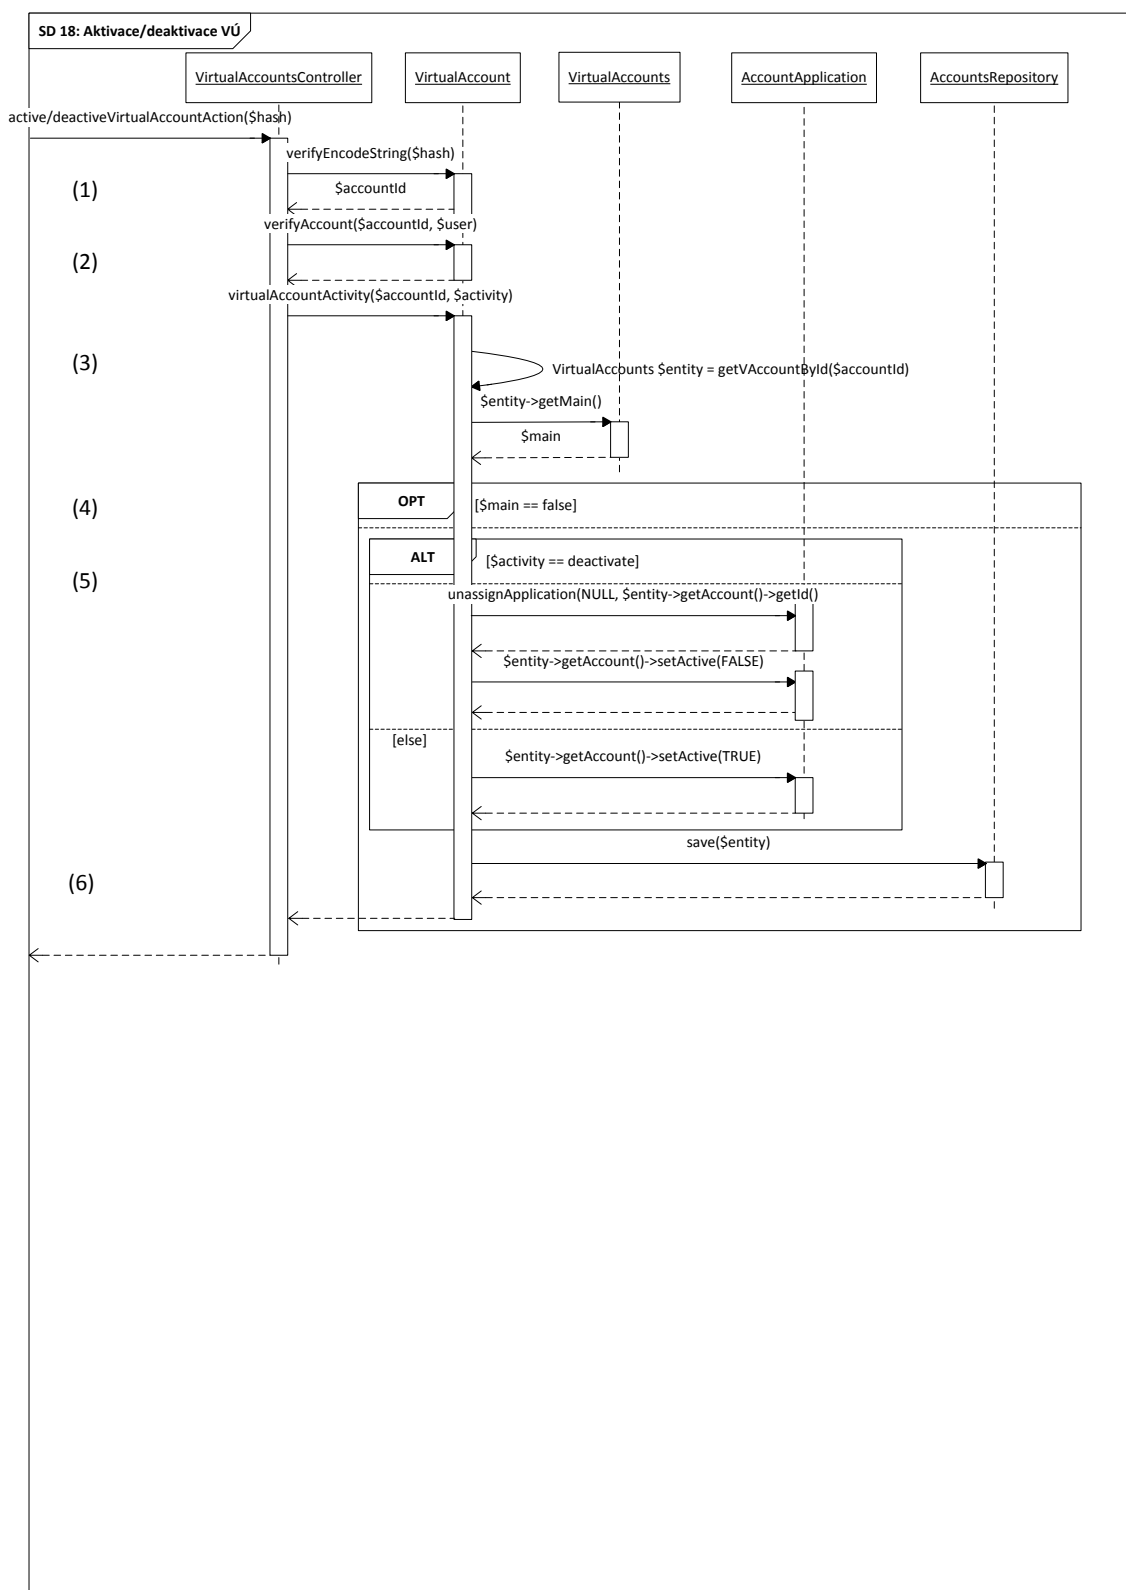 SD 18: Aktivace/deaktivace VÚ
VirtualAccountsController
VirtualAccount
VirtualAccounts
AccountApplication
AccountsRepository
active/deactiveVirtualAccountAction($hash)
verifyEncodeString($hash)
(1)
$accountId
verifyAccount($accountId, $user)
(2)
virtualAccountActivity($accountId, $activity)
(3)
VirtualAccounts $entity = getVAccountById($accountId)
$entity->getMain()
$main
(4)
OPT
[$main == false]
ALT
[$activity == deactivate]
(5)
unassignApplication(NULL, $entity->getAccount()->getId()
$entity->getAccount()->setActive(FALSE)
[else]
$entity->getAccount()->setActive(TRUE)
save($entity)
(6)